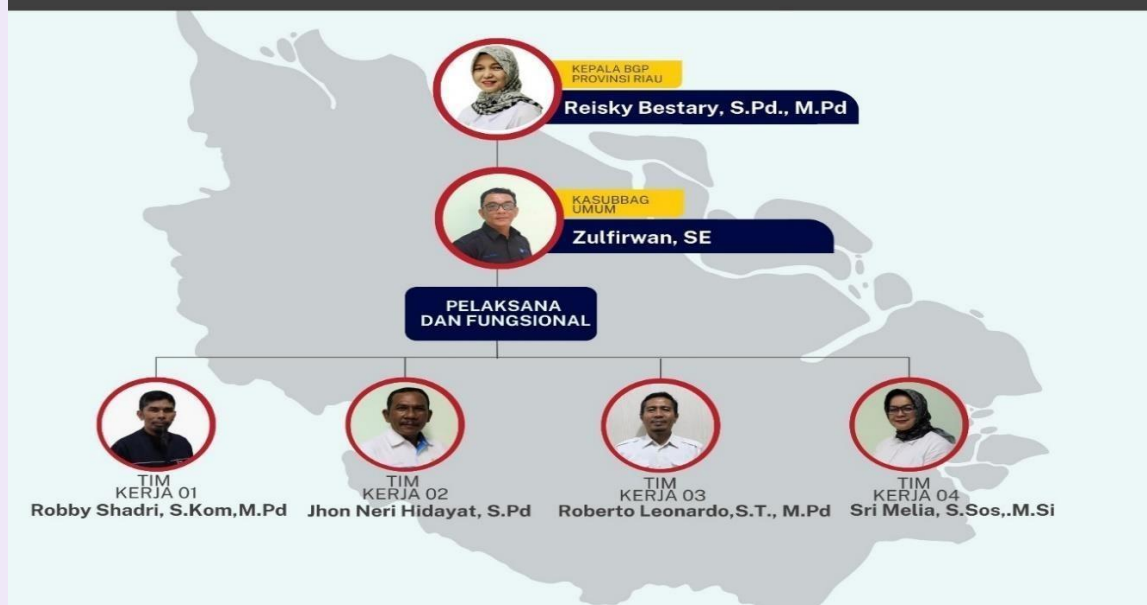 KEPALA BGP
PROVINSI RIAU
Reisky Bestary, S.Pd., M.Pd
KASUBBAG
UMUM
Zulfirwan, SE
PELAKSANA
DAN FUNGSIONAL
TIM
KERJA 01
Robby Shadri, S.Kom,M.Pd
TIM
KERJA 02
Jhon Neri Hidayat, S.Pd
TIM
KERJA 03
Roberto Leonardo,S.T., M.Pd
TIM
KERJA 04
Sri Melia, S.Sos,.M.Si